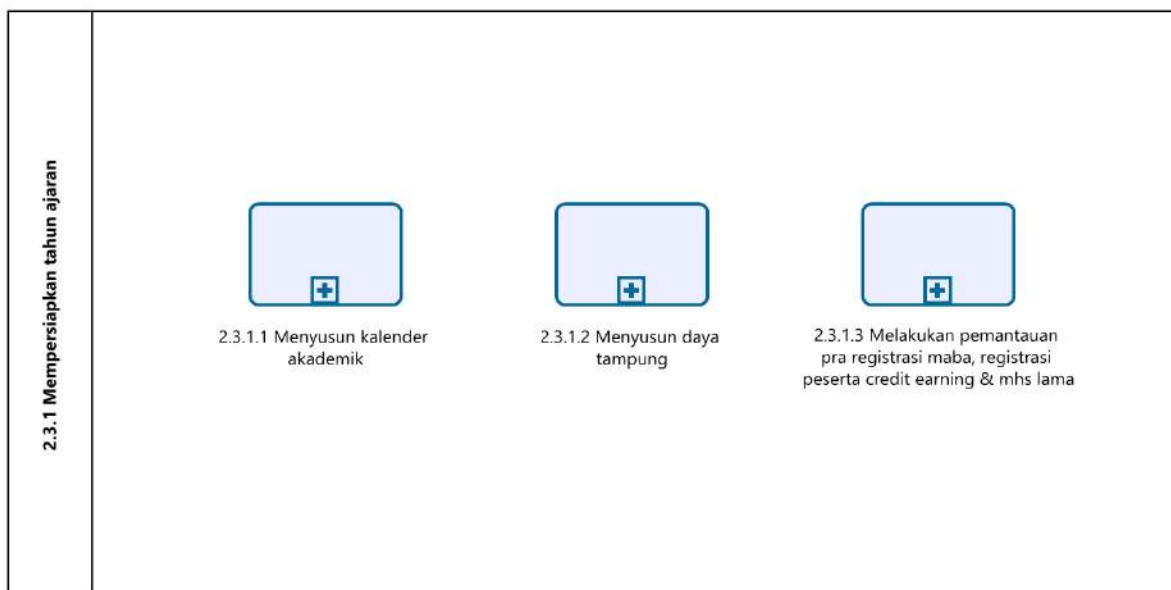 2.3.1 Mempersiapkan tahun ajaran
2.3.1.1 Menyusun kalender
akademik
2.3.1.2 Menyusun daya
tampung
2.3.1.3 Melakukan pemantauan
pra registrasi maba, registrasi
peserta credit earning & mhs lama